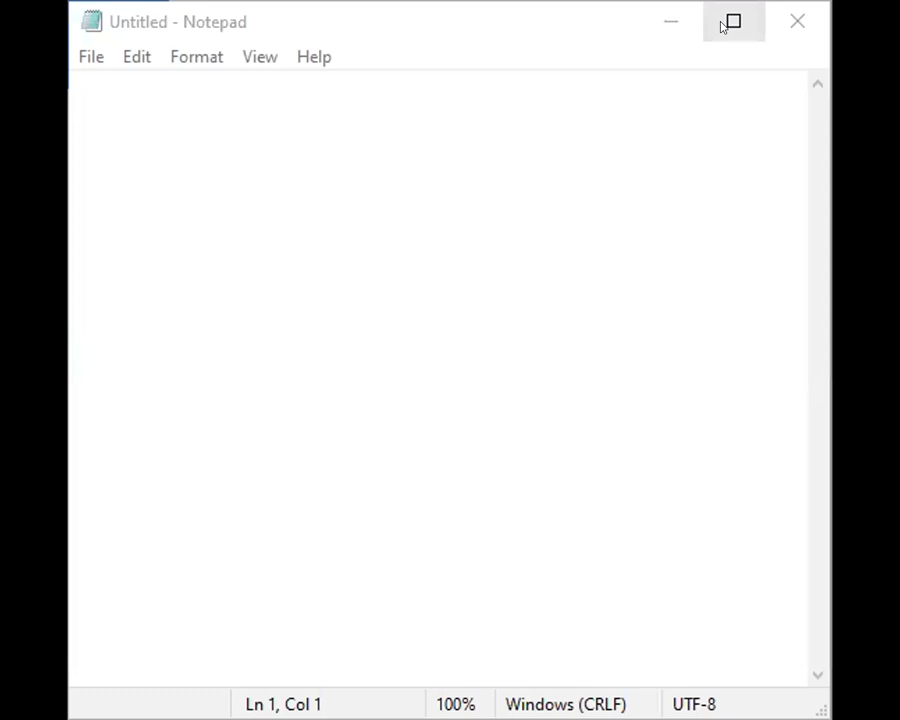 Untitled - Notepad
File Edit Format View Help
Ln 1, Col 1 100% Windows (CRLF) UTF-8